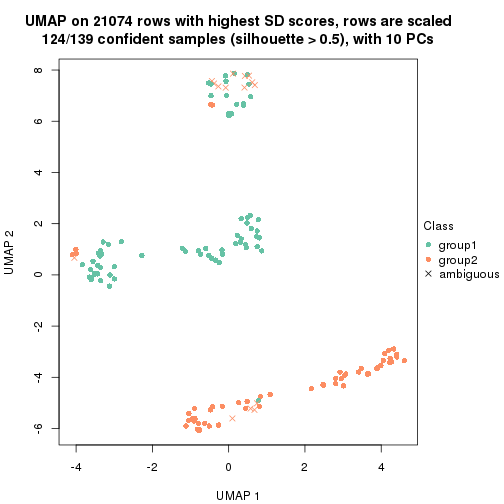 UMAP on 21074 rows with highest SD scores, rows are scaled
124/139 confident samples (silhouette > 0.5), with 10 PCs
8
6
4
2
0
-2
-4
-6
UMAP 2
-4
-2
0
2
4
UMAP 1
Class
group1
group2
ambiguous